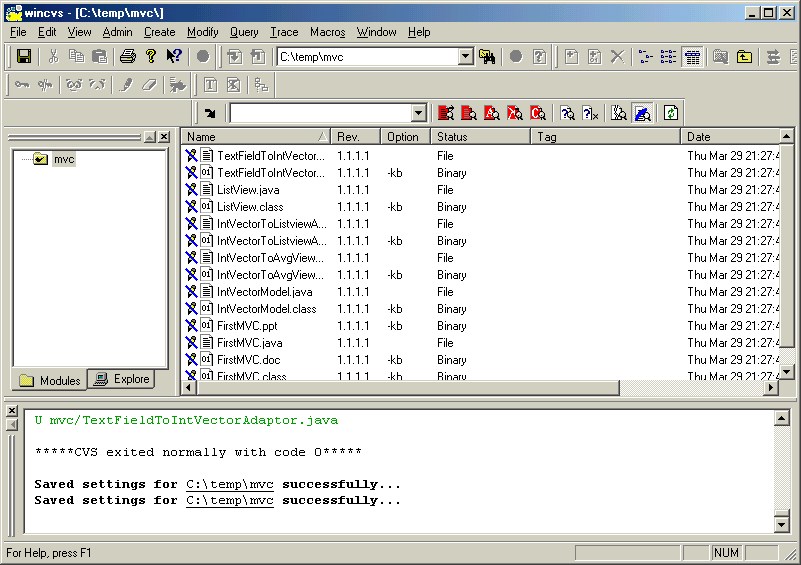 wincvs - [C:\temp\mvc\]
File Edit View Admin Create Modify Query Trace Macros Window Help
C:\temp\mvc
mvc
Modules Explore
Name Rev. Option Status Tag Date
TextFieldToIntVector... 1.1.1.1 File Thu Mar 29 21:27:4
TextFieldToIntVector... 1.1.1.1 -kb Binary Thu Mar 29 21:27:4
ListView.java 1.1.1.1 File Thu Mar 29 21:27:4
ListView.class 1.1.1.1 -kb Binary Thu Mar 29 21:27:4
IntVectorToListviewA... 1.1.1.1 File Thu Mar 29 21:27:4
IntVectorToListviewA... 1.1.1.1 -kb Binary Thu Mar 29 21:27:4
IntVectorToAvgView... 1.1.1.1 File Thu Mar 29 21:27:4
IntVectorToAvgView... 1.1.1.1 -kb Binary Thu Mar 29 21:27:4
IntVectorModel.java 1.1.1.1 File Thu Mar 29 21:27:4
IntVectorModel.class 1.1.1.1 -kb Binary Thu Mar 29 21:27:4
FirstMVC.ppt 1.1.1.1 -kb Binary Thu Mar 29 21:27:4
FirstMVC.java 1.1.1.1 File Thu Mar 29 21:27:4
FirstMVC.doc 1.1.1.1 -kb Binary Thu Mar 29 21:27:4
FirstMVC.class 1.1.1.1 -kb Binary Thu Mar 29 21:27:4
U mvc/TextFieldToIntVectorAdaptor.java
*****CVS exited normally with code 0*****
Saved settings for C:\temp\mvc successfully...
Saved settings for C:\temp\mvc successfully...
For Help, press F1
NUM